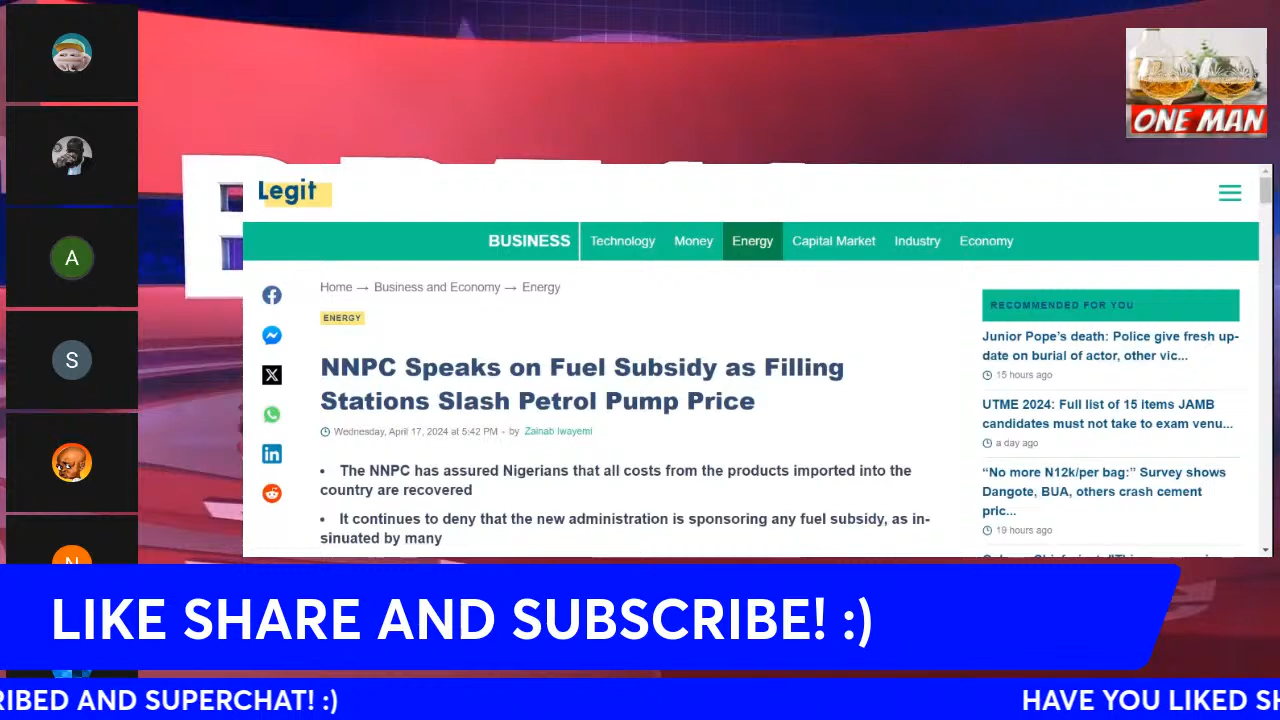 ONE MAN
Legit
BUSINESS Technology Money Energy Capital Market Industry Economy
Home → Business and Economy → Energy
ENERGY
NNPC Speaks on Fuel Subsidy as Filling
Stations Slash Petrol Pump Price
Wednesday, April 17, 2024 at 5:42 PM - by Zainab Iwayemi
• The NNPC has assured Nigerians that all costs from the products imported into the
country are recovered
• It continues to deny that the new administration is sponsoring any fuel subsidy, as in-
sinuated by many
RECOMMENDED FOR YOU
Junior Pope’s death: Police give fresh up-
date on burial of actor, other vic...
15 hours ago
UTME 2024: Full list of 15 items JAMB
candidates must not take to exam venu...
a day ago
“No more N12k/per bag:” Survey shows
Dangote, BUA, others crash cement
pric...
19 hours ago
A
S
N
LIKE SHARE AND SUBSCRIBE! :)
RIBED AND SUPERCHAT! :)
HAVE YOU LIKED SH